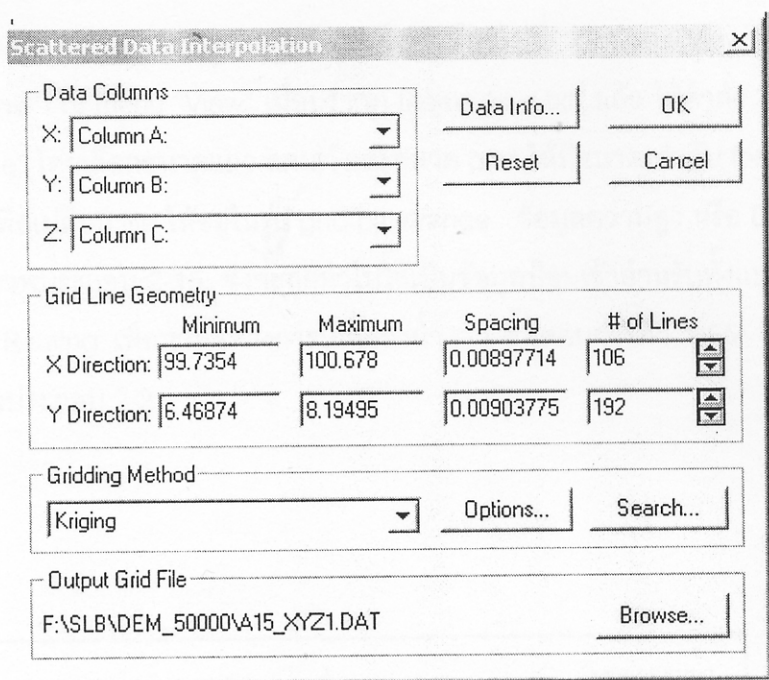 Scattered Data Interpolation
Data Columns
X: Column A:
Y: Column B:
Z: Column C:
Data Info...
OK
Reset
Cancel
Grid Line Geometry
Minimum Maximum Spacing # of Lines
X Direction: 99.7354 100.678 0.00897714 106
Y Direction: 6.46874 8.19495 0.00903775 192
Gridding Method
Kriging
Options...
Search...
Output Grid File
F:\SLB\DEM_50000\A15_XYZ1.DAT
Browse...